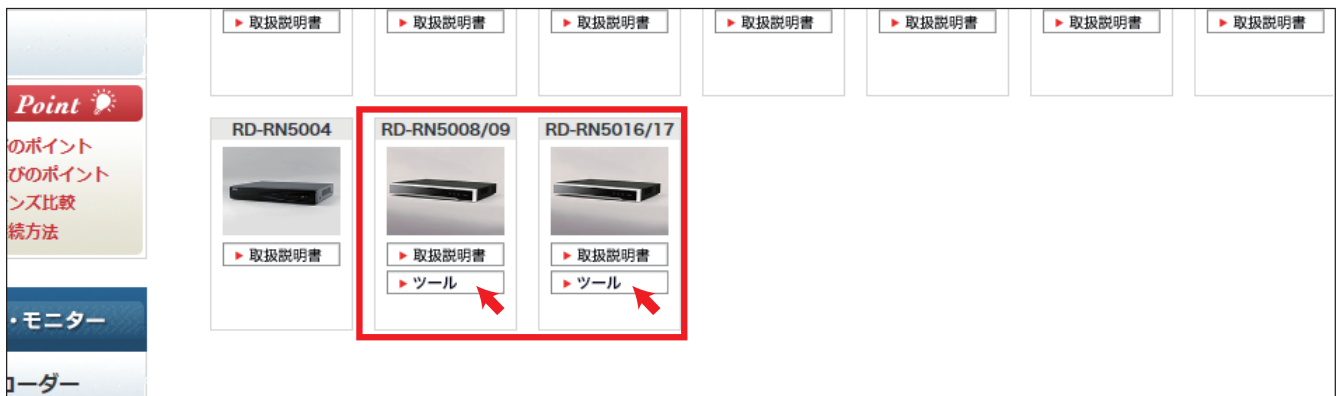 取扱説明書
取扱説明書
取扱説明書
取扱説明書
取扱説明書
取扱説明書
取扱説明書
Point
のポイント
びのポイント
ンズ比較
続方法
RD-RN5004
RD-RN5008/09
RD-RN5016/17
取扱説明書
取扱説明書
取扱説明書
ツール
ツール
・モニター
コーダー